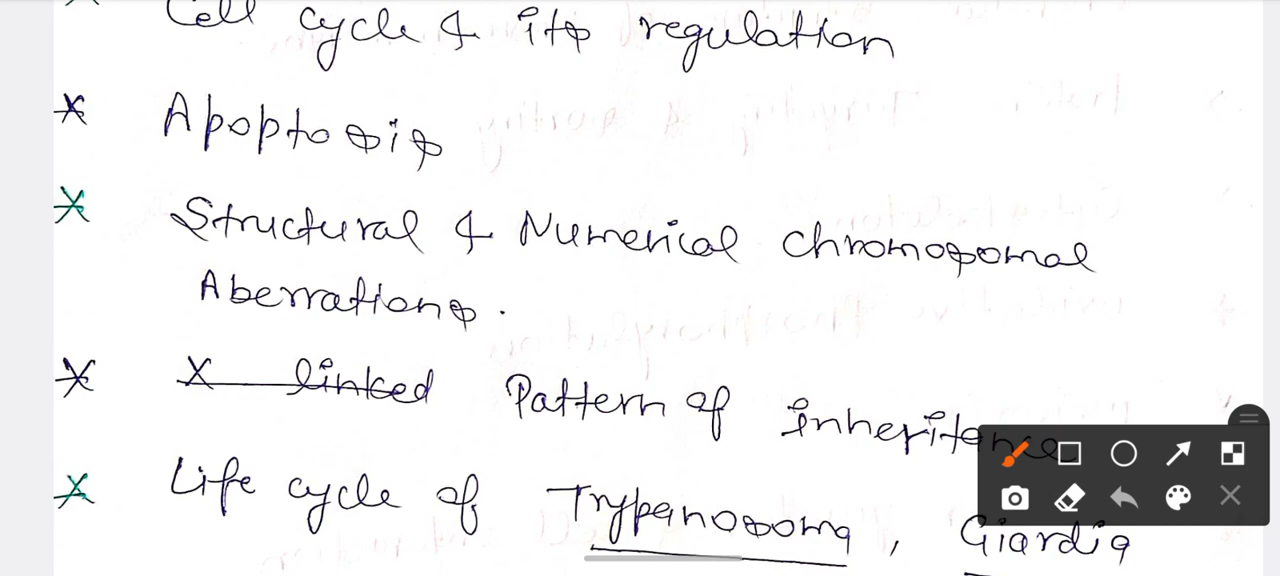 Cell cycle & its regulation
* Apoptosis
* Structural & Numerical chromosomal
Aberrations.
* X linked Pattern of inheritance
* Life cycle of Trypanosoma, Giardia